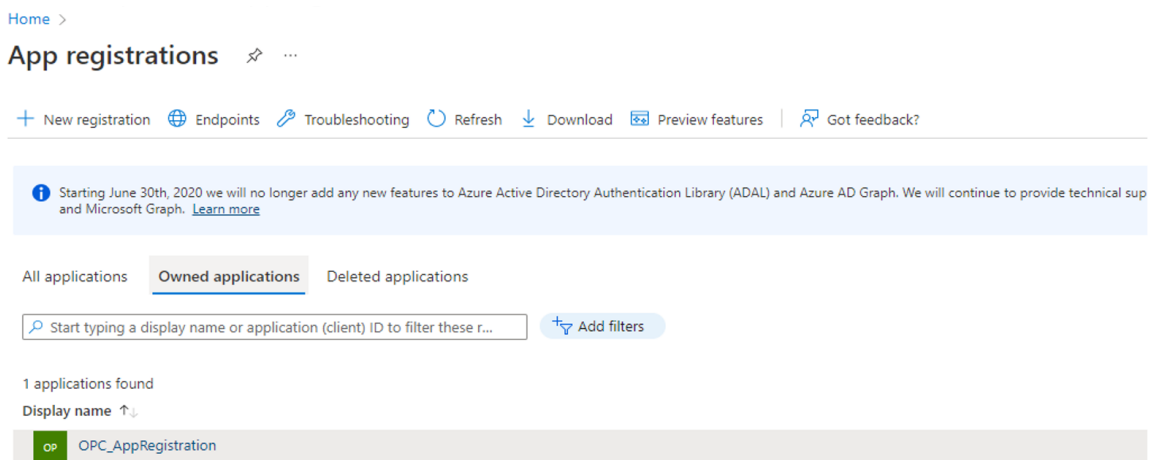 Home >
App registrations ...
New registration Endpoints Troubleshooting Refresh Download Preview features Got feedback?
Starting June 30th, 2020 we will no longer add any new features to Azure Active Directory Authentication Library (ADAL) and Azure AD Graph. We will continue to provide technical sup
and Microsoft Graph. Learn more
All applications Owned applications Deleted applications
Start typing a display name or application (client) ID to filter these r... Add filters
1 applications found
Display name ↑↓
OP OPC_AppRegistration